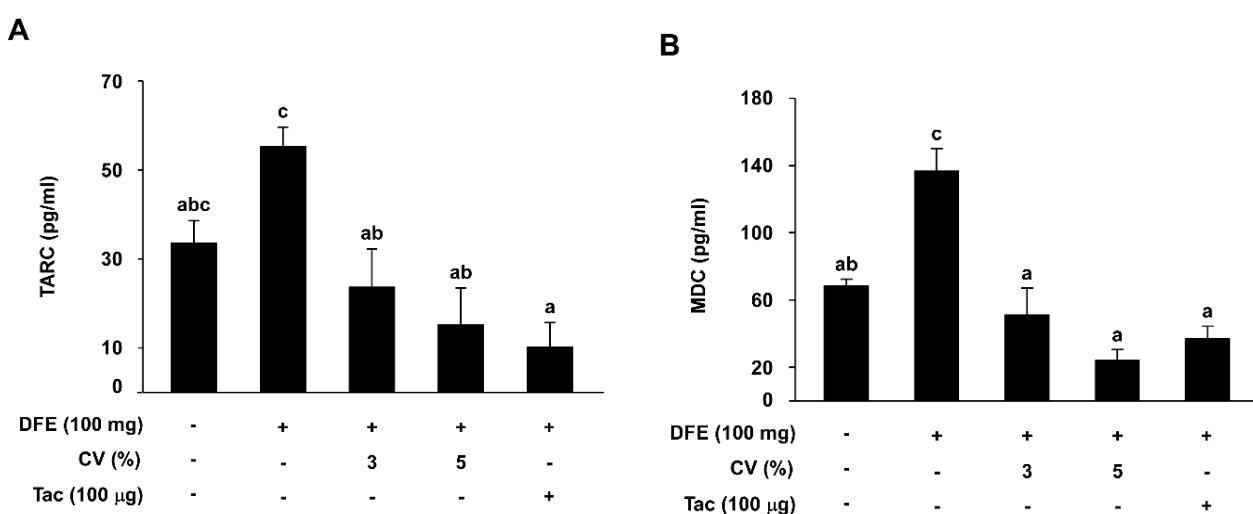 A
TARC (pg/ml)
70
50
30
10
0
abc
c
ab
ab
a
DFE (100 mg) - + + + +
CV (%) - - 3 5 -
Tac (100 µg) - - - - +
B
MDC (pg/ml)
180
140
100
60
20
0
ab
c
a
a
a
DFE (100 mg) - + + + +
CV (%) - - 3 5 -
Tac (100 µg) - - - - +